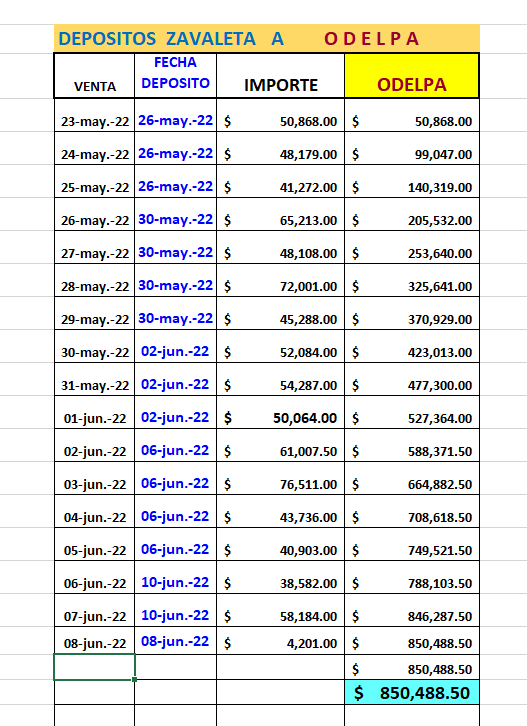 DEPOSITOS ZAVALETA A ODELPA
VENTA FECHA DEPOSITO IMPORTE ODELPA
23-may.-22 26-may.-22 $ 50,868.00 $ 50,868.00
24-may.-22 26-may.-22 $ 48,179.00 $ 99,047.00
25-may.-22 26-may.-22 $ 41,272.00 $ 140,319.00
26-may.-22 30-may.-22 $ 65,213.00 $ 205,532.00
27-may.-22 30-may.-22 $ 48,108.00 $ 253,640.00
28-may.-22 30-may.-22 $ 72,001.00 $ 325,641.00
29-may.-22 30-may.-22 $ 45,288.00 $ 370,929.00
30-may.-22 02-jun.-22 $ 52,084.00 $ 423,013.00
31-may.-22 02-jun.-22 $ 54,287.00 $ 477,300.00
01-jun.-22 02-jun.-22 $ 50,064.00 $ 527,364.00
02-jun.-22 06-jun.-22 $ 61,007.50 $ 588,371.50
03-jun.-22 06-jun.-22 $ 76,511.00 $ 664,882.50
04-jun.-22 06-jun.-22 $ 43,736.00 $ 708,618.50
05-jun.-22 06-jun.-22 $ 40,903.00 $ 749,521.50
06-jun.-22 10-jun.-22 $ 38,582.00 $ 788,103.50
07-jun.-22 10-jun.-22 $ 58,184.00 $ 846,287.50
08-jun.-22 08-jun.-22 $ 4,201.00 $ 850,488.50
$ 850,488.50
$ 850,488.50